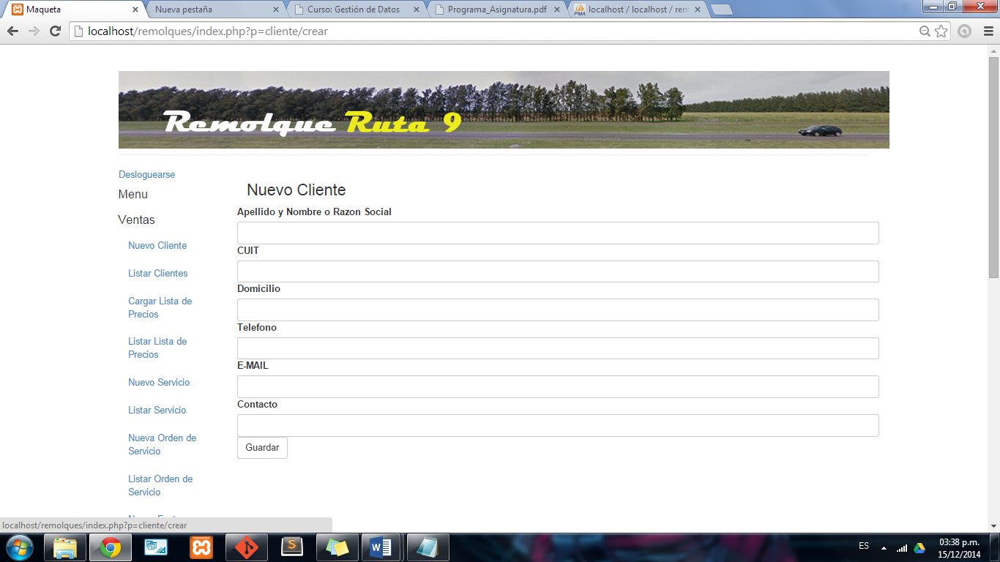 Maqueta
Nueva pestaña
Curso: Gestión de Datos
Programa_Asignatura.pdf
localhost / localhost / rem
localhost/remolques/index.php?p=cliente/crear
Remolque Ruta 9
Desloguearse
Menu
Ventas
Nuevo Cliente
Listar Clientes
Cargar Lista de
Precios
Listar Lista de
Precios
Nuevo Servicio
Listar Servicio
Nueva Orden de
Servicio
Listar Orden de
Servicio
Nuevo Cliente
Apellido y Nombre o Razon Social
CUIT
Domicilio
Telefono
E-MAIL
Contacto
Guardar
localhost/remolques/index.php?p=cliente/crear
ES
03:38 p.m.
15/12/2014